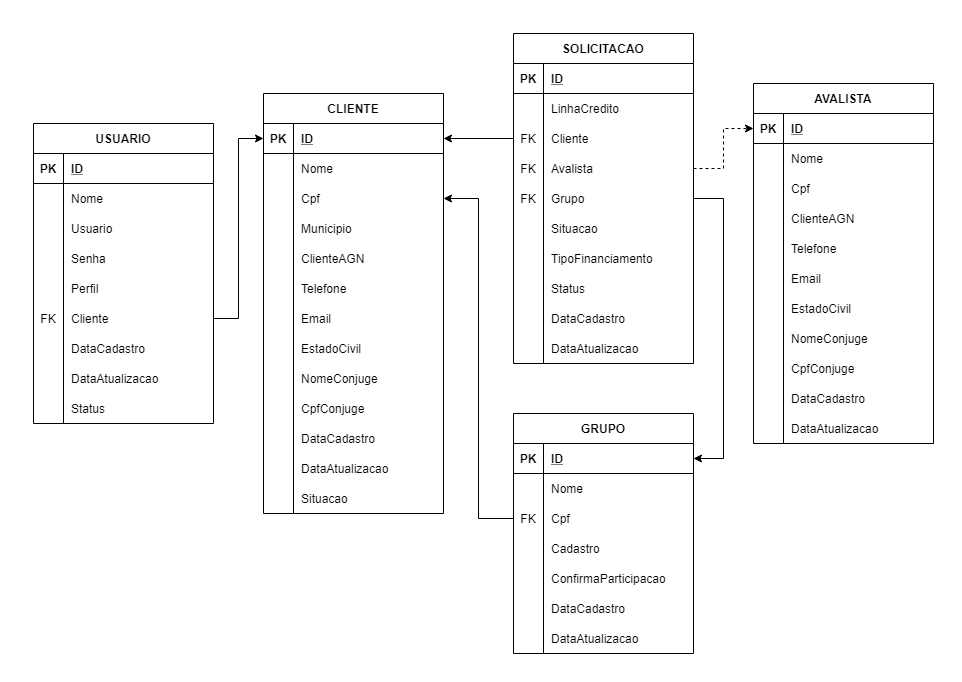 USUARIO
PK ID
Nome
Usuario
Senha
Perfil
FK Cliente
DataCadastro
DataAtualizacao
Status
CLIENTE
PK ID
Nome
Cpf
Municipio
ClienteAGN
Telefone
Email
EstadoCivil
NomeConjuge
CpfConjuge
DataCadastro
DataAtualizacao
Situacao
SOLICITACAO
PK ID
LinhaCredito
FK Cliente
FK Avalista
FK Grupo
Situacao
TipoFinanciamento
Status
DataCadastro
DataAtualizacao
GRUPO
PK ID
Nome
FK Cpf
Cadastro
ConfirmaParticipacao
DataCadastro
DataAtualizacao
AVALISTA
PK ID
Nome
Cpf
ClienteAGN
Telefone
Email
EstadoCivil
NomeConjuge
CpfConjuge
DataCadastro
DataAtualizacao